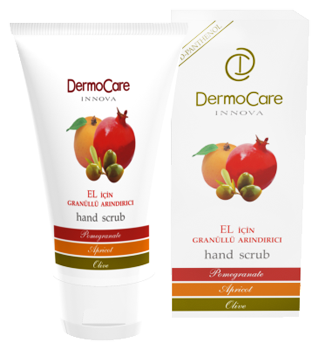 DermoCare
INNOVA
EL İÇİN
GRANÜLLÜ ARINDIRICI
hand scrub
Pomegranate
Apricot
Olive
D-PANTHENOL
DermoCare
INNOVA
EL İÇİN
GRANÜLLÜ ARINDIRICI
hand scrub
Pomegranate
Apricot
Olive